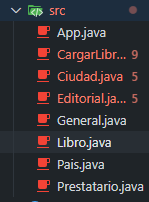 src
App.java
CargarLibr... 9
Ciudad.java 5
Editorial.ja... 5
General.java
Libro.java
Pais.java
Prestatario.java